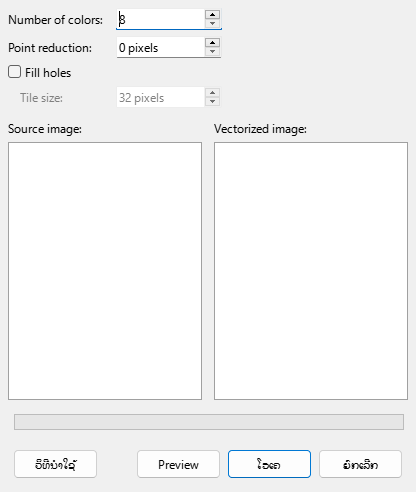 Number of colors: 8
Point reduction: 0 pixels
Fill holes
Tile size: 32 pixels
Source image: Vectorized image:
ວິທີນຳໃຊ້ Preview ໂອເຄ ຍົກເລີກ